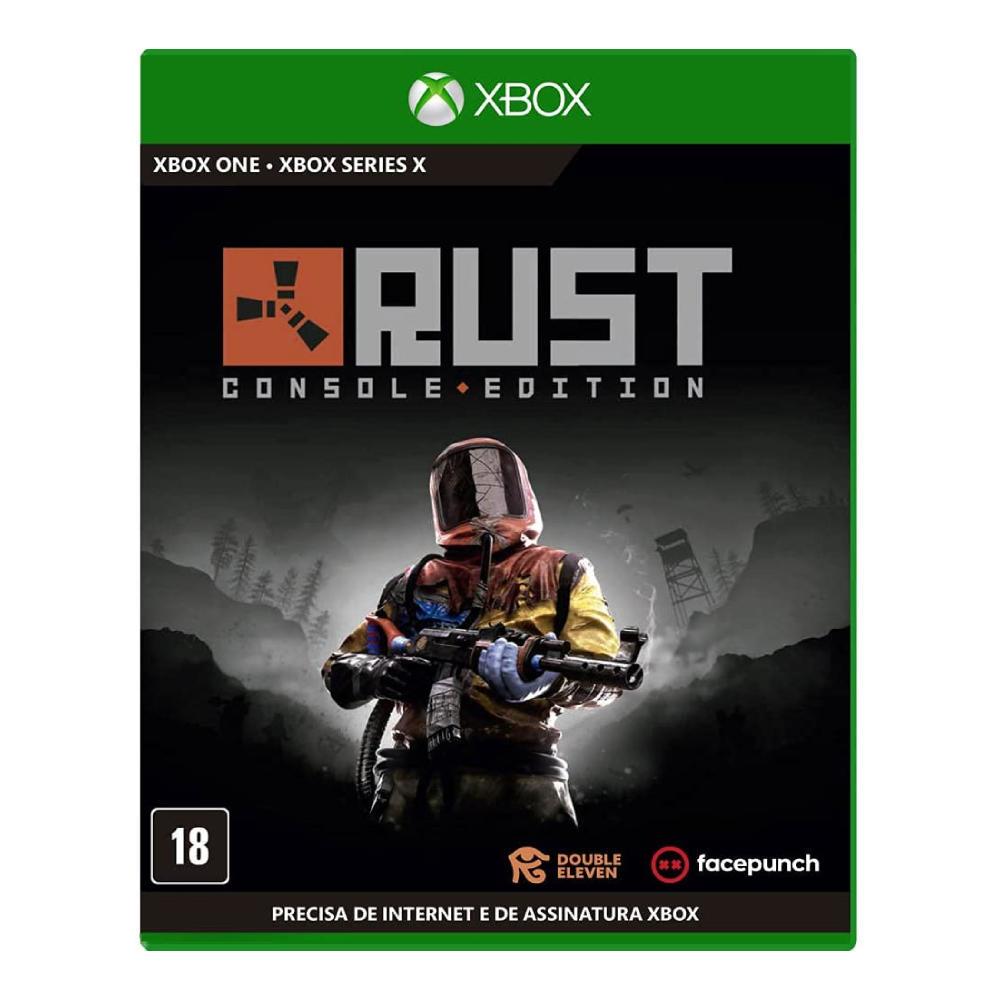 XBOX
XBOX ONE • XBOX SERIES X
RUST
CONSOLE EDITION
18
DOUBLE
ELEVEN
facepunch
PRECISA DE INTERNET E DE ASSINATURA XBOX